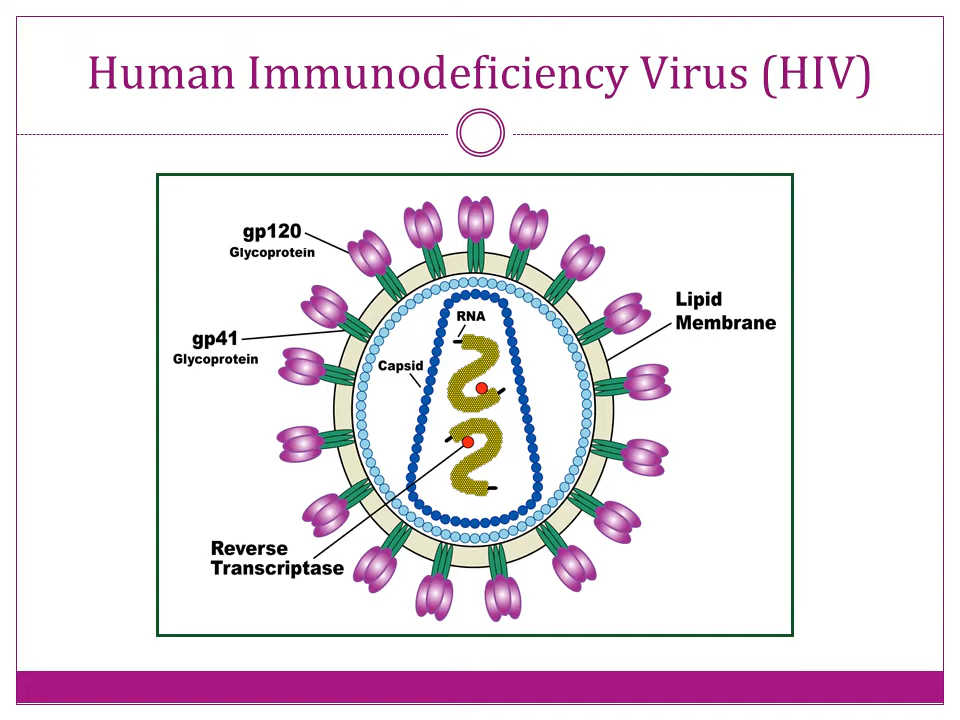 Human Immunodeficiency Virus (HIV)
gp120
Glycoprotein
Lipid
Membrane
RNA
gp41
Glycoprotein
Capsid
Reverse
Transcriptase